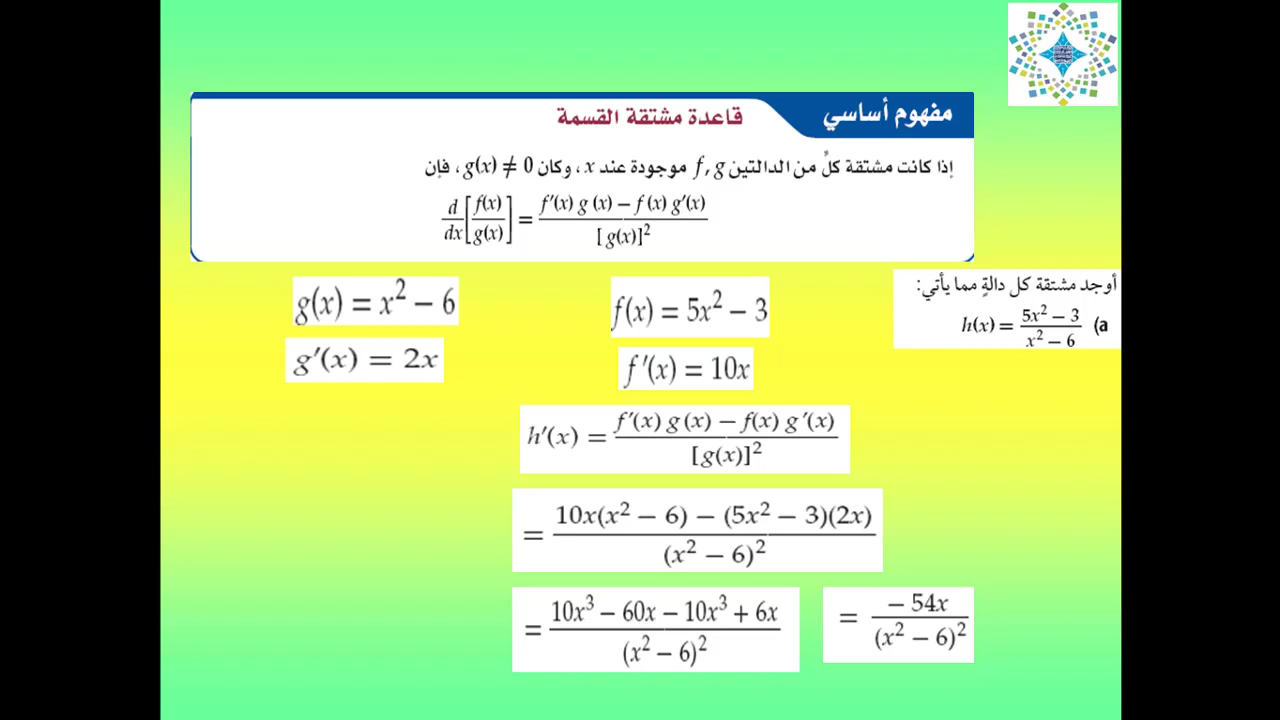 مفهوم أساسي
قاعدة مشتقة القسمة
إذا كانت مشتقة كلٍّ من الدالتين f, g موجودة عند x ، وكان g(x) ≠ 0 ، فإن
d/dx [f(x)/g(x)] = (f′(x) g (x) − f (x) g′(x)) / [ g(x)]²
أوجد مشتقة كل دالةٍ مما يأتي:
(a h(x) = (5x² − 3)/(x² − 6)
f(x) = 5x² − 3
g(x) = x² − 6
f′(x) = 10x
g′(x) = 2x
h′(x) = (f′(x) g (x) − f(x) g′(x)) / [g(x)]²
= (10x(x² − 6) − (5x² − 3)(2x)) / (x² − 6)²
= (10x³ − 60x − 10x³ + 6x) / (x² − 6)²
= − 54x / (x² − 6)²